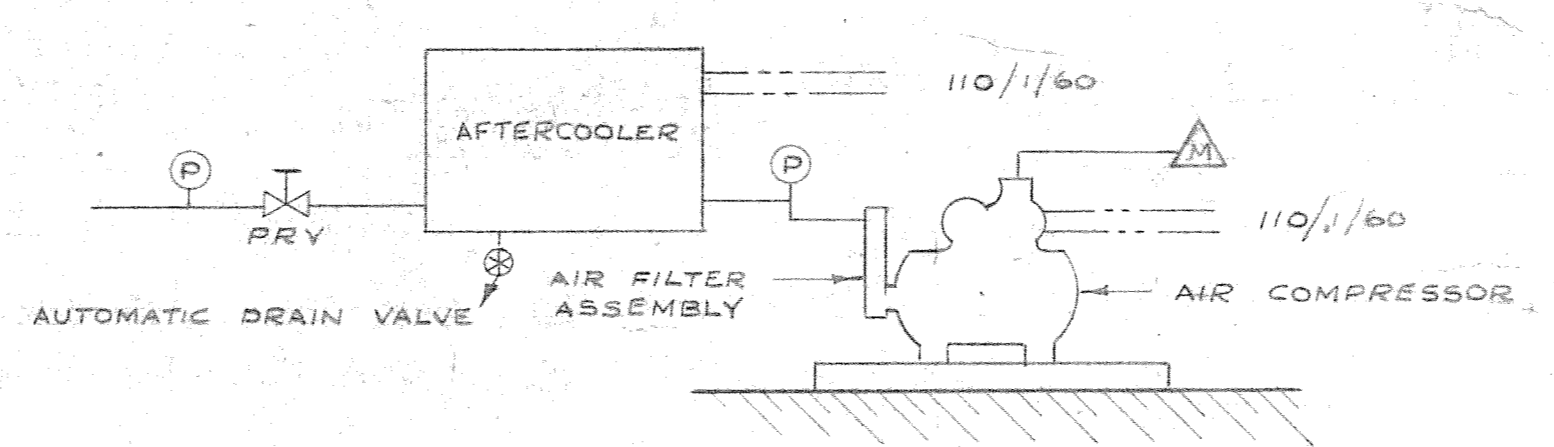 110/1/60
AFTERCOOLER
M
P
P
110/1/60
PRV
AIR FILTER
ASSEMBLY
AIR COMPRESSOR
AUTOMATIC DRAIN VALVE